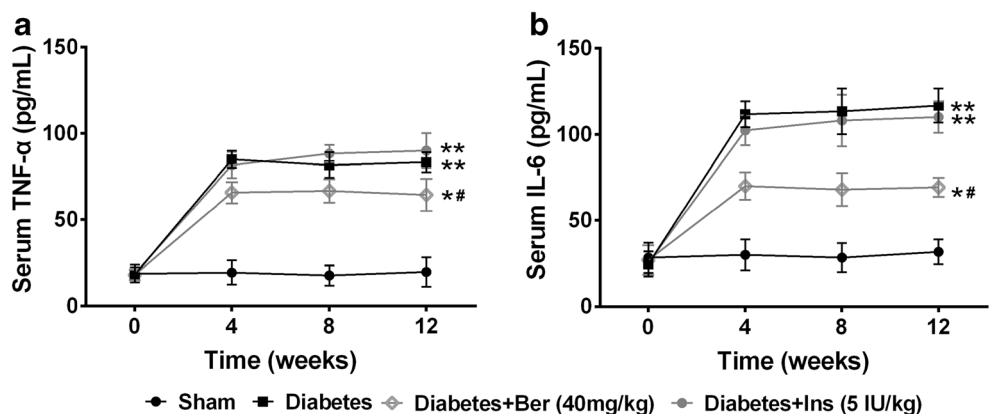 a
150
100
50
0
Serum TNF-α (pg/mL)
**
**
*#
0 4 8 12
Time (weeks)
b
150
100
50
0
Serum IL-6 (pg/mL)
**
**
*#
0 4 8 12
Time (weeks)
Sham Diabetes Diabetes+Ber (40mg/kg) Diabetes+Ins (5 IU/kg)